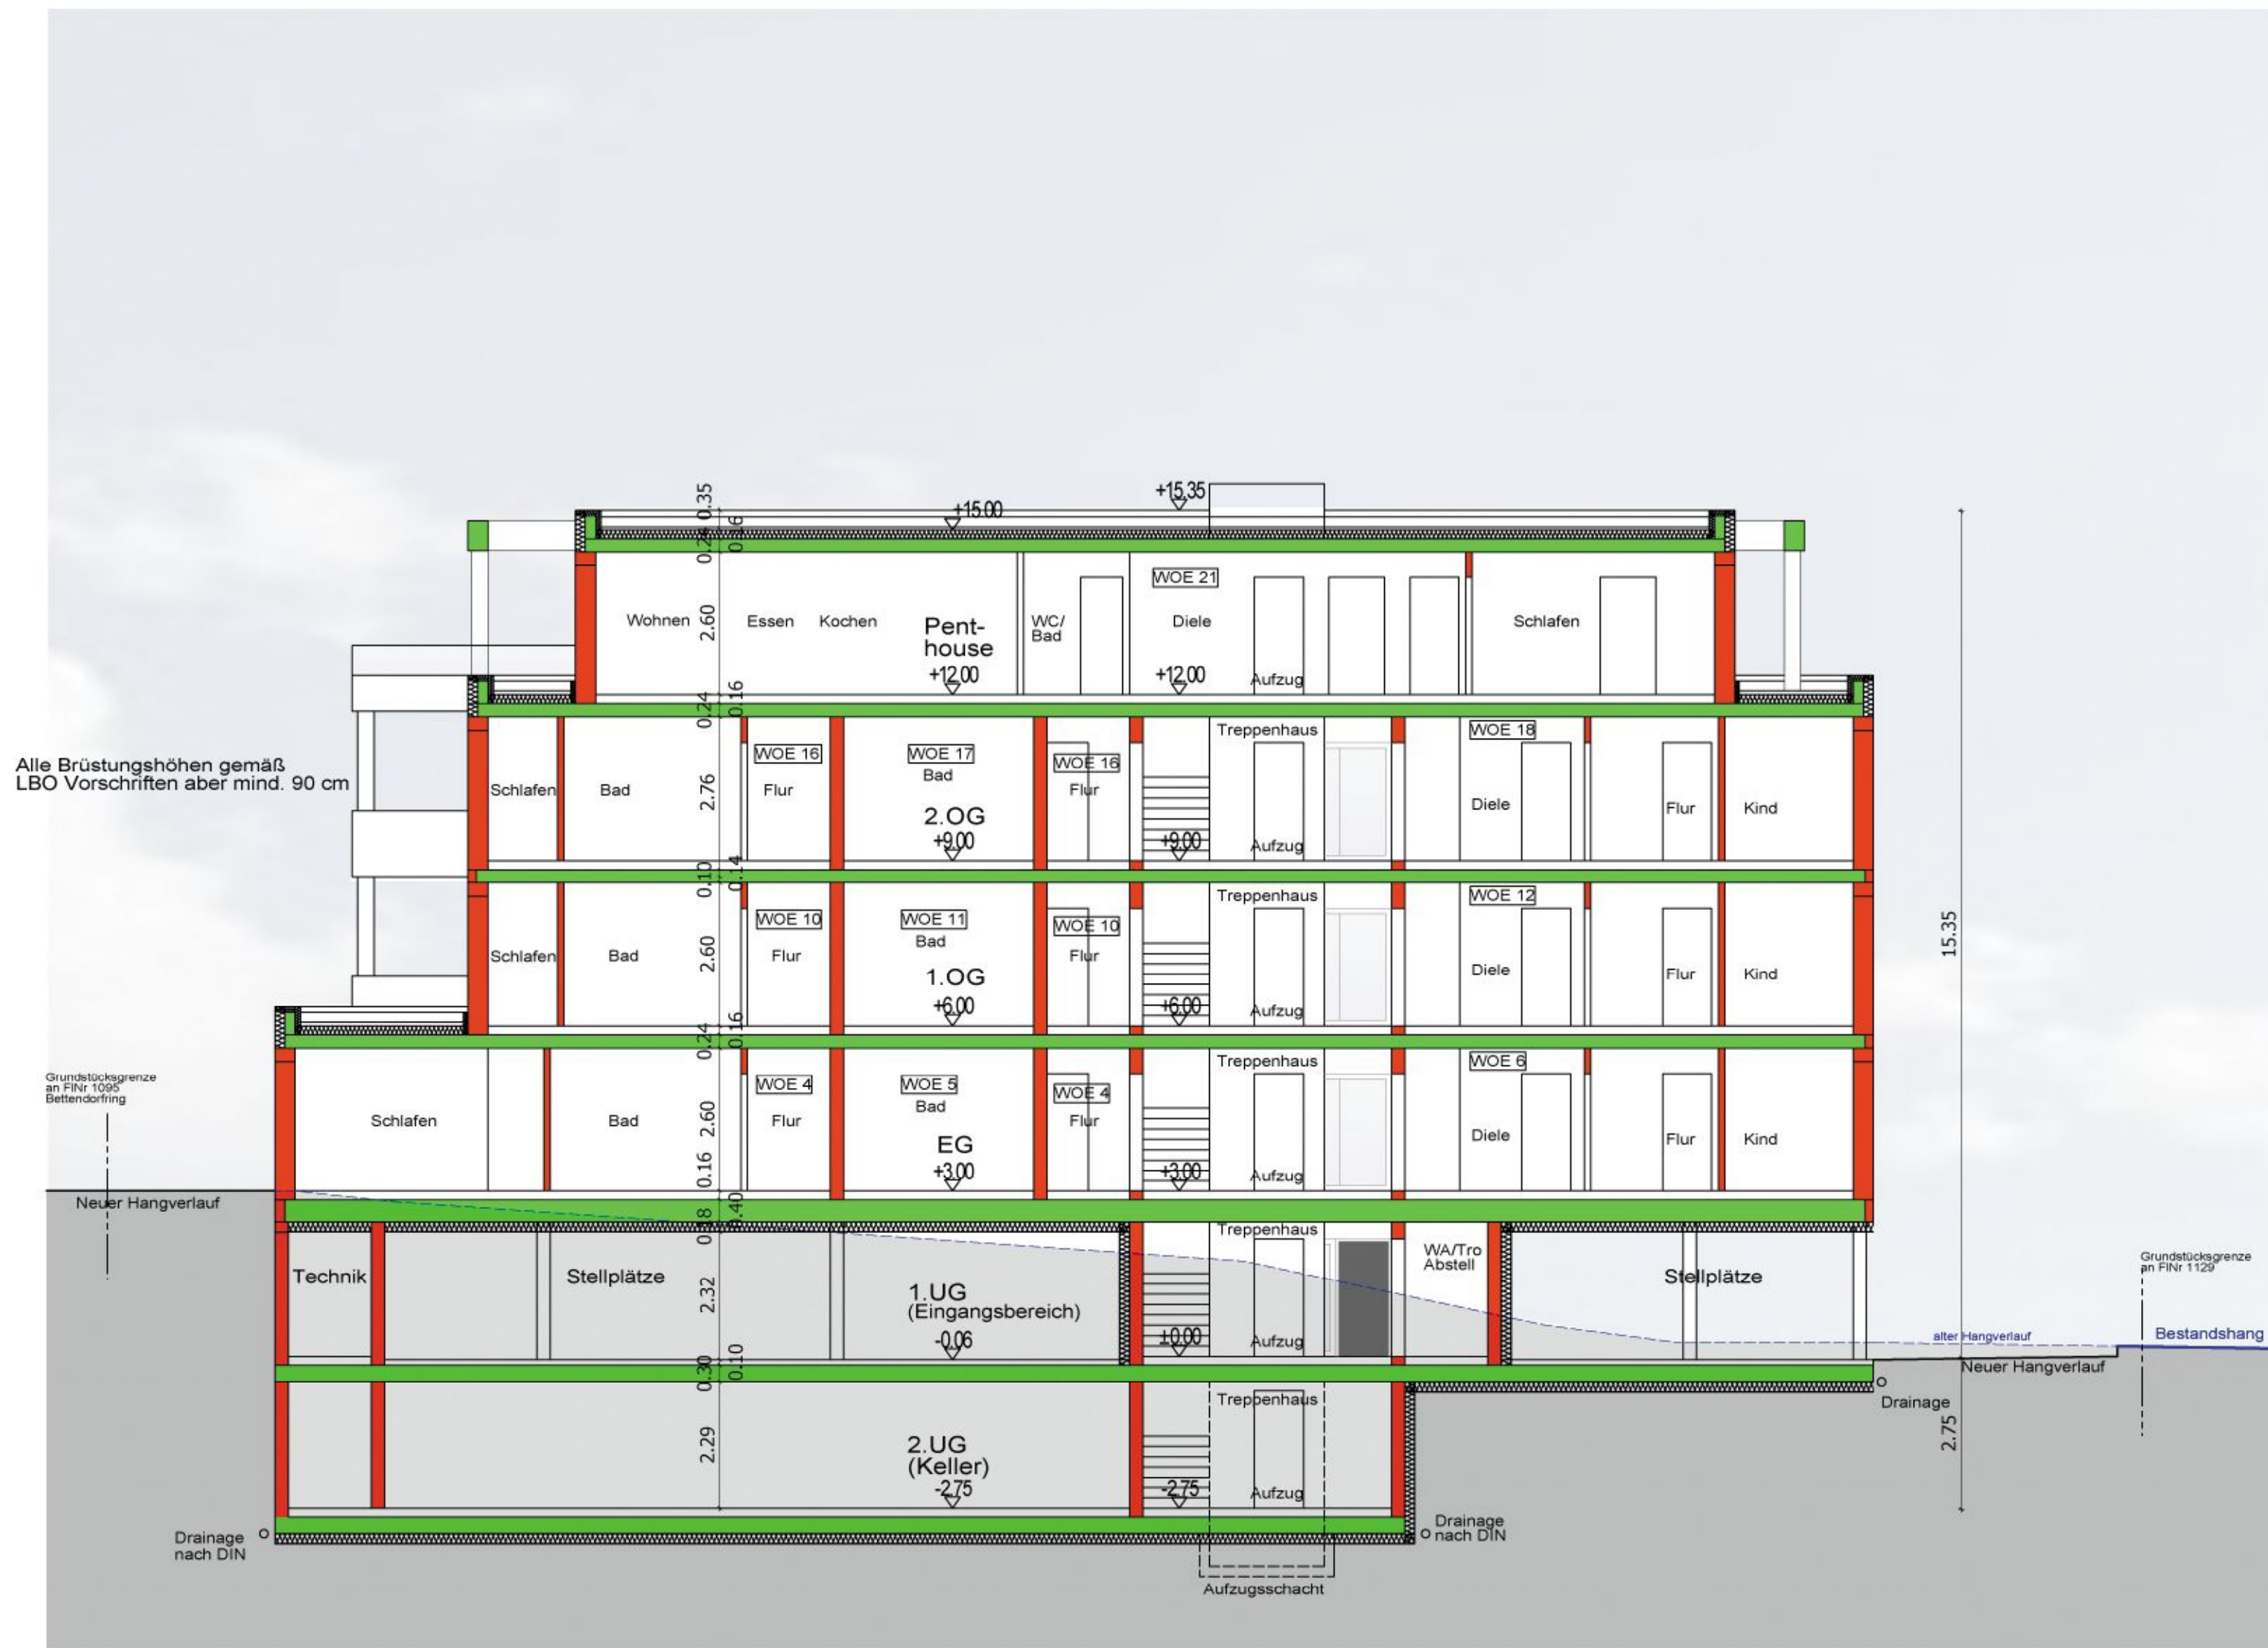 +15.35
+15.00
0.35
0.16
0.24
WOE 21
Wohnen
Essen
Kochen
Pent-
house
+12.00
WC/
Bad
Diele
+12.00
Aufzug
Schlafen
2.60
0.16
0.24
Alle Brüstungshöhen gemäß
LBO Vorschriften aber mind. 90 cm
Schlafen
Bad
2.76
WOE 16
Flur
WOE 17
Bad
2.OG
+9.00
WOE 16
Flur
+9.00
Treppenhaus
Aufzug
WOE 18
Diele
Flur
Kind
0.14
0.10
Schlafen
Bad
2.60
WOE 10
Flur
WOE 11
Bad
1.OG
+6.00
WOE 10
Flur
+6.00
Treppenhaus
Aufzug
WOE 12
Diele
Flur
Kind
15.35
0.16
0.24
Grundstücksgrenze
an FlNr 1095
Bettendorfring
Schlafen
Bad
2.60
WOE 4
Flur
WOE 5
Bad
EG
+3.00
WOE 4
Flur
+3.00
Treppenhaus
Aufzug
WOE 6
Diele
Flur
Kind
0.16
Neuer Hangverlauf
0.40
0.18
Technik
Stellplätze
2.32
1.UG
(Eingangsbereich)
-0.06
±0.00
Treppenhaus
Aufzug
WA/Tro
Abstell
Stellplätze
Grundstücksgrenze
an FlNr 1129
alter Hangverlauf
Bestandshang
Neuer Hangverlauf
0.10
0.30
Drainage
2.29
2.UG
(Keller)
-2.75
-2.75
Treppenhaus
Aufzug
2.75
Drainage
nach DIN
Drainage
nach DIN
Aufzugsschacht